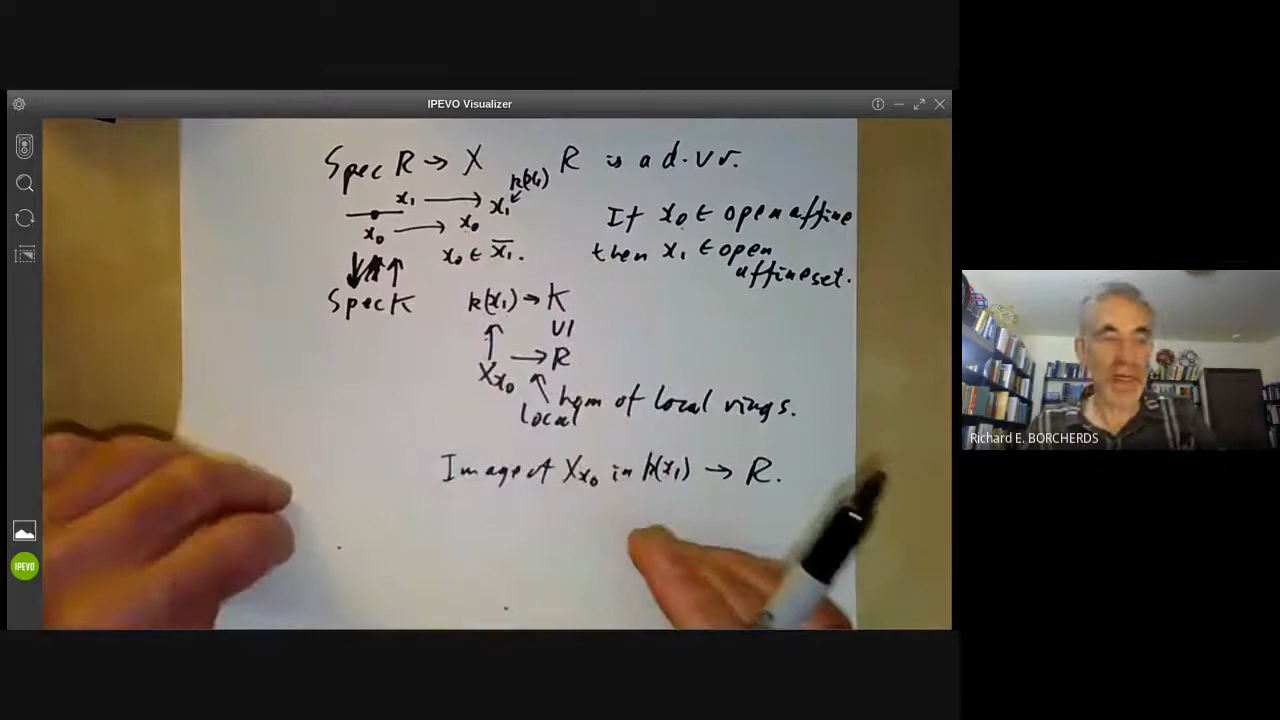 IPEVO Visualizer
Spec R → X R is a d.v.r.
x₁ → x₁ k(x₁)
x₀ → x₀
x₀ ∈ x̄₁.
If x₀ ∈ open affine
then x₁ ∈ open
affine set.
Spec K k(x₁) → K
∪|
X_{x₀} → R
local hom of local rings.
Image of X_{x₀} in k(x₁) → R.
Richard E. BORCHERDS
IPEVO